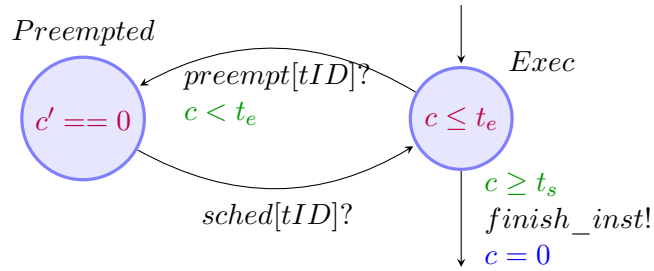 Preempted
Exec
preempt[tID]?
c < t_e
c' == 0
c ≤ t_e
sched[tID]?
c ≥ t_s
finish_inst!
c = 0